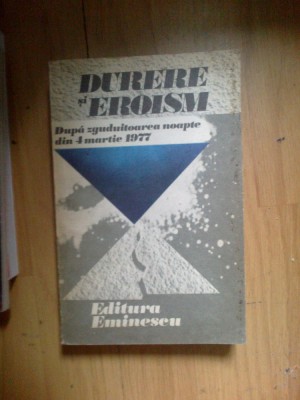 DURERE
și EROISM
După zguduitoarea noapte
din 4 martie 1977
Editura
Eminescu